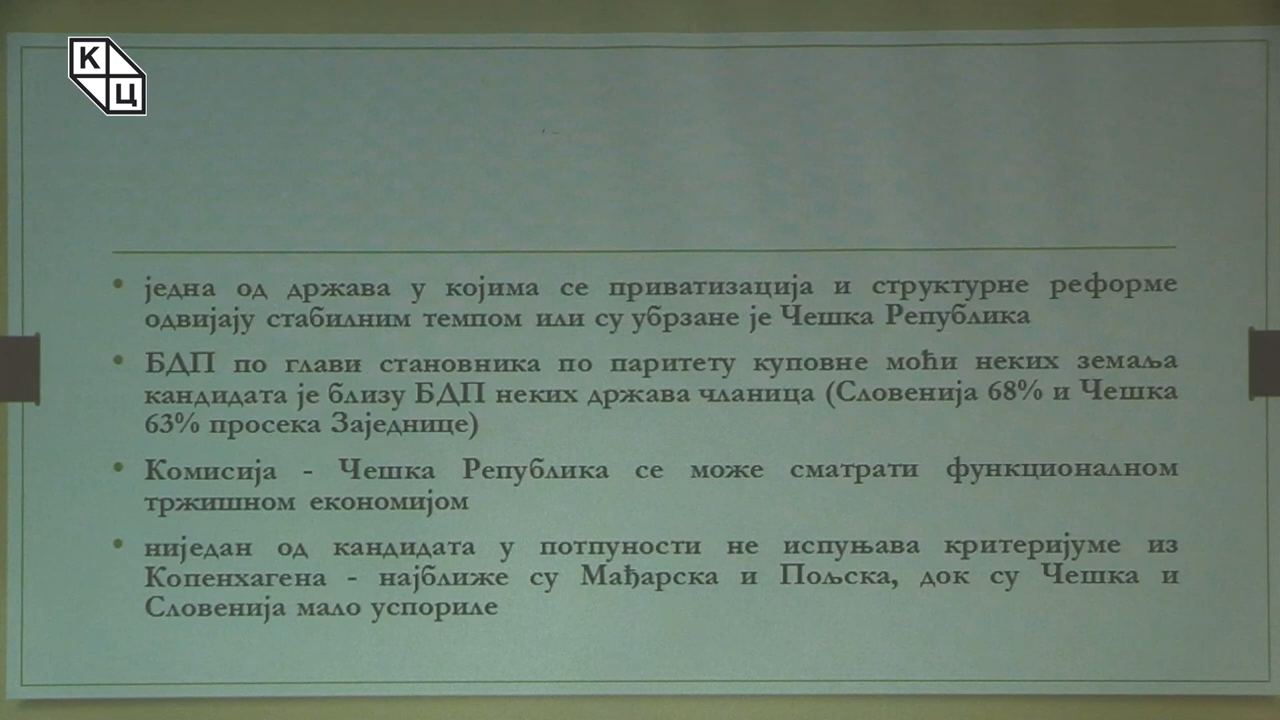 К
Ц
једна од држава у којима се приватизација и структурне реформе
одвијају стабилним темпом или су убрзане је Чешка Република
БДП по глави становника по паритету куповне моћи неких земаља
кандидата је близу БДП неких држава чланица (Словенија 68% и Чешка
63% просека Заједнице)
Комисија - Чешка Република се може сматрати функционалном
тржишном економијом
ниједан од кандидата у потпуности не испуњава критеријуме из
Копенхагена - најближе су Мађарска и Пољска, док су Чешка и
Словенија мало успориле